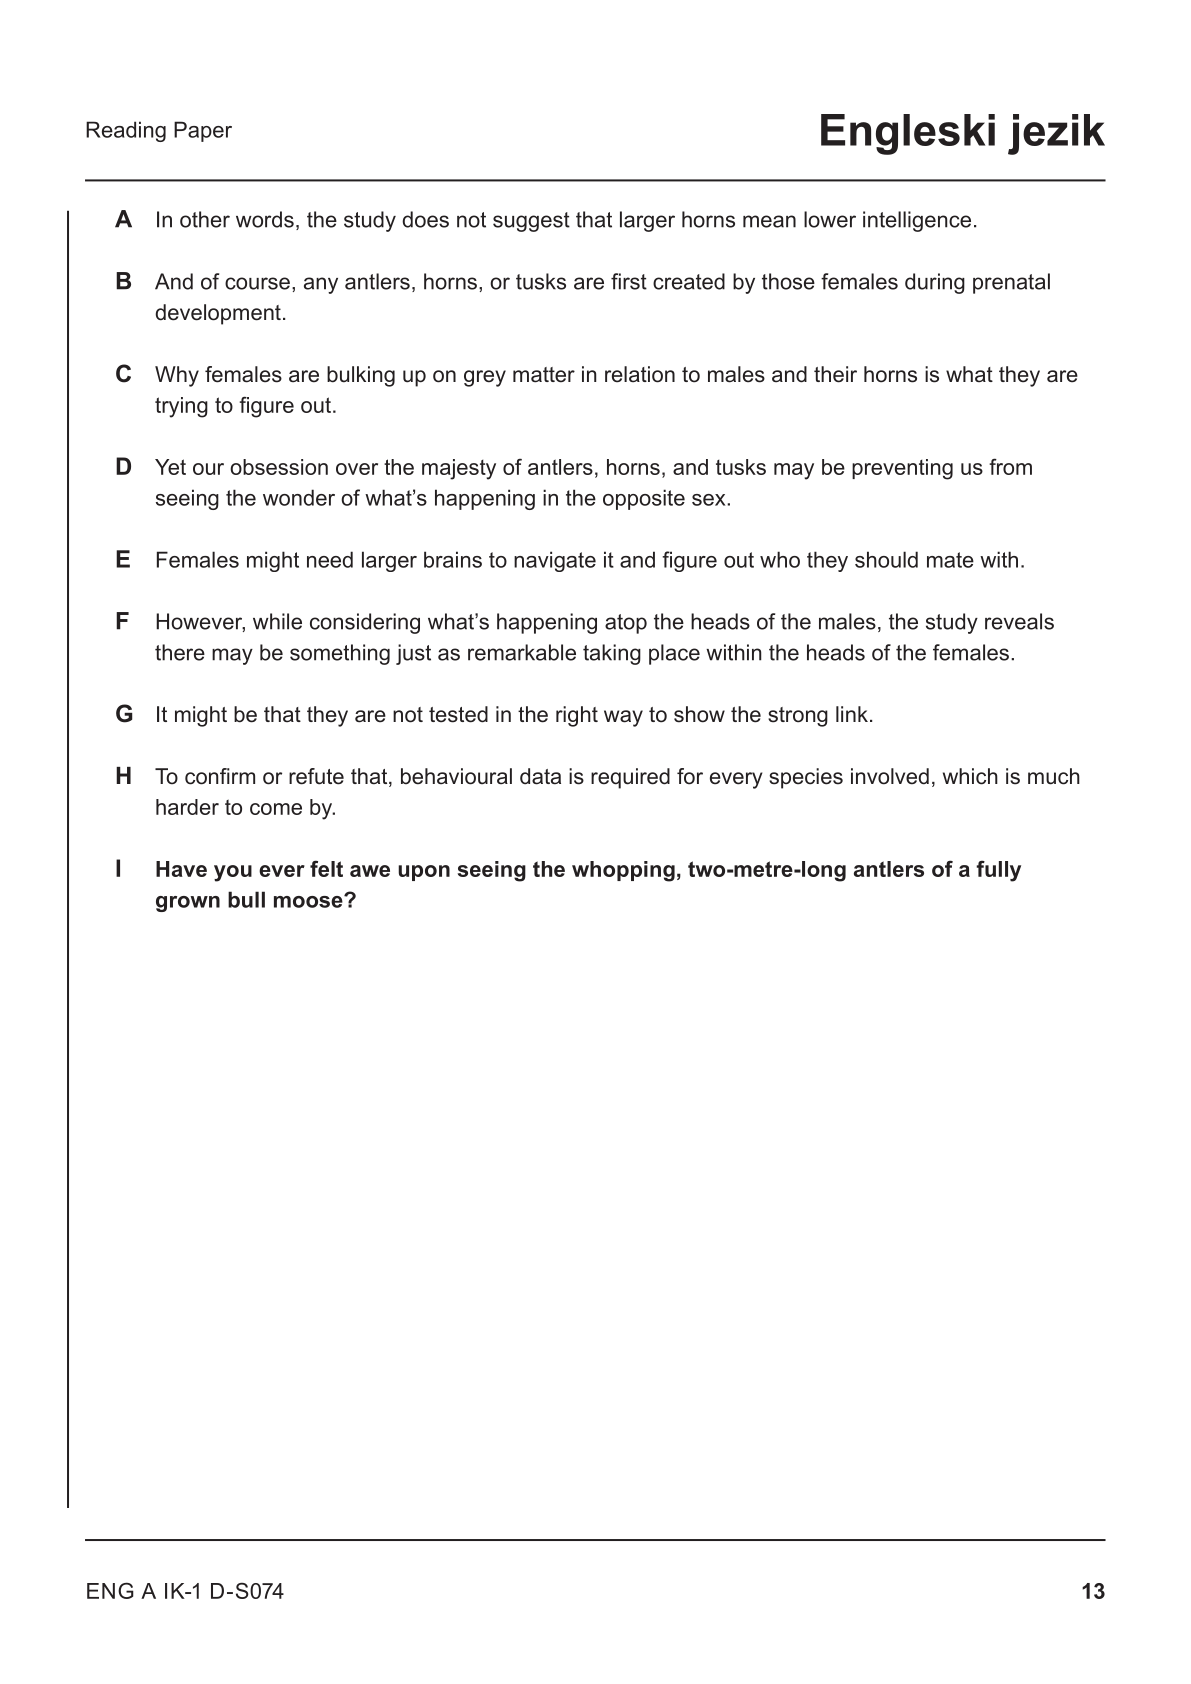 Reading Paper
Engleski jezik
A In other words, the study does not suggest that larger horns mean lower intelligence.
B And of course, any antlers, horns, or tusks are first created by those females during prenatal
development.
C Why females are bulking up on grey matter in relation to males and their horns is what they are
trying to figure out.
D Yet our obsession over the majesty of antlers, horns, and tusks may be preventing us from
seeing the wonder of what’s happening in the opposite sex.
E Females might need larger brains to navigate it and figure out who they should mate with.
F However, while considering what’s happening atop the heads of the males, the study reveals
there may be something just as remarkable taking place within the heads of the females.
G It might be that they are not tested in the right way to show the strong link.
H To confirm or refute that, behavioural data is required for every species involved, which is much
harder to come by.
I Have you ever felt awe upon seeing the whopping, two-metre-long antlers of a fully
grown bull moose?
ENG A IK-1 D-S074
13